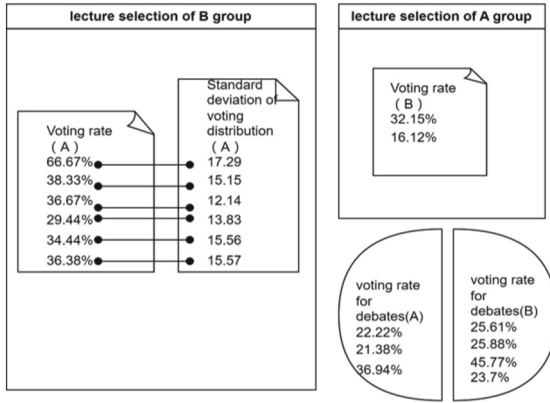 lecture selection of B group
Voting rate
( A )
66.67%
38.33%
36.67%
29.44%
34.44%
36.38%
Standard
deviation of
voting
distribution
( A )
17.29
15.15
12.14
13.83
15.56
15.57
lecture selection of A group
Voting rate
( B )
32.15%
16.12%
voting rate
for
debates(A)
22.22%
21.38%
36.94%
voting rate
for
debates(B)
25.61%
25.88%
45.77%
23.7%